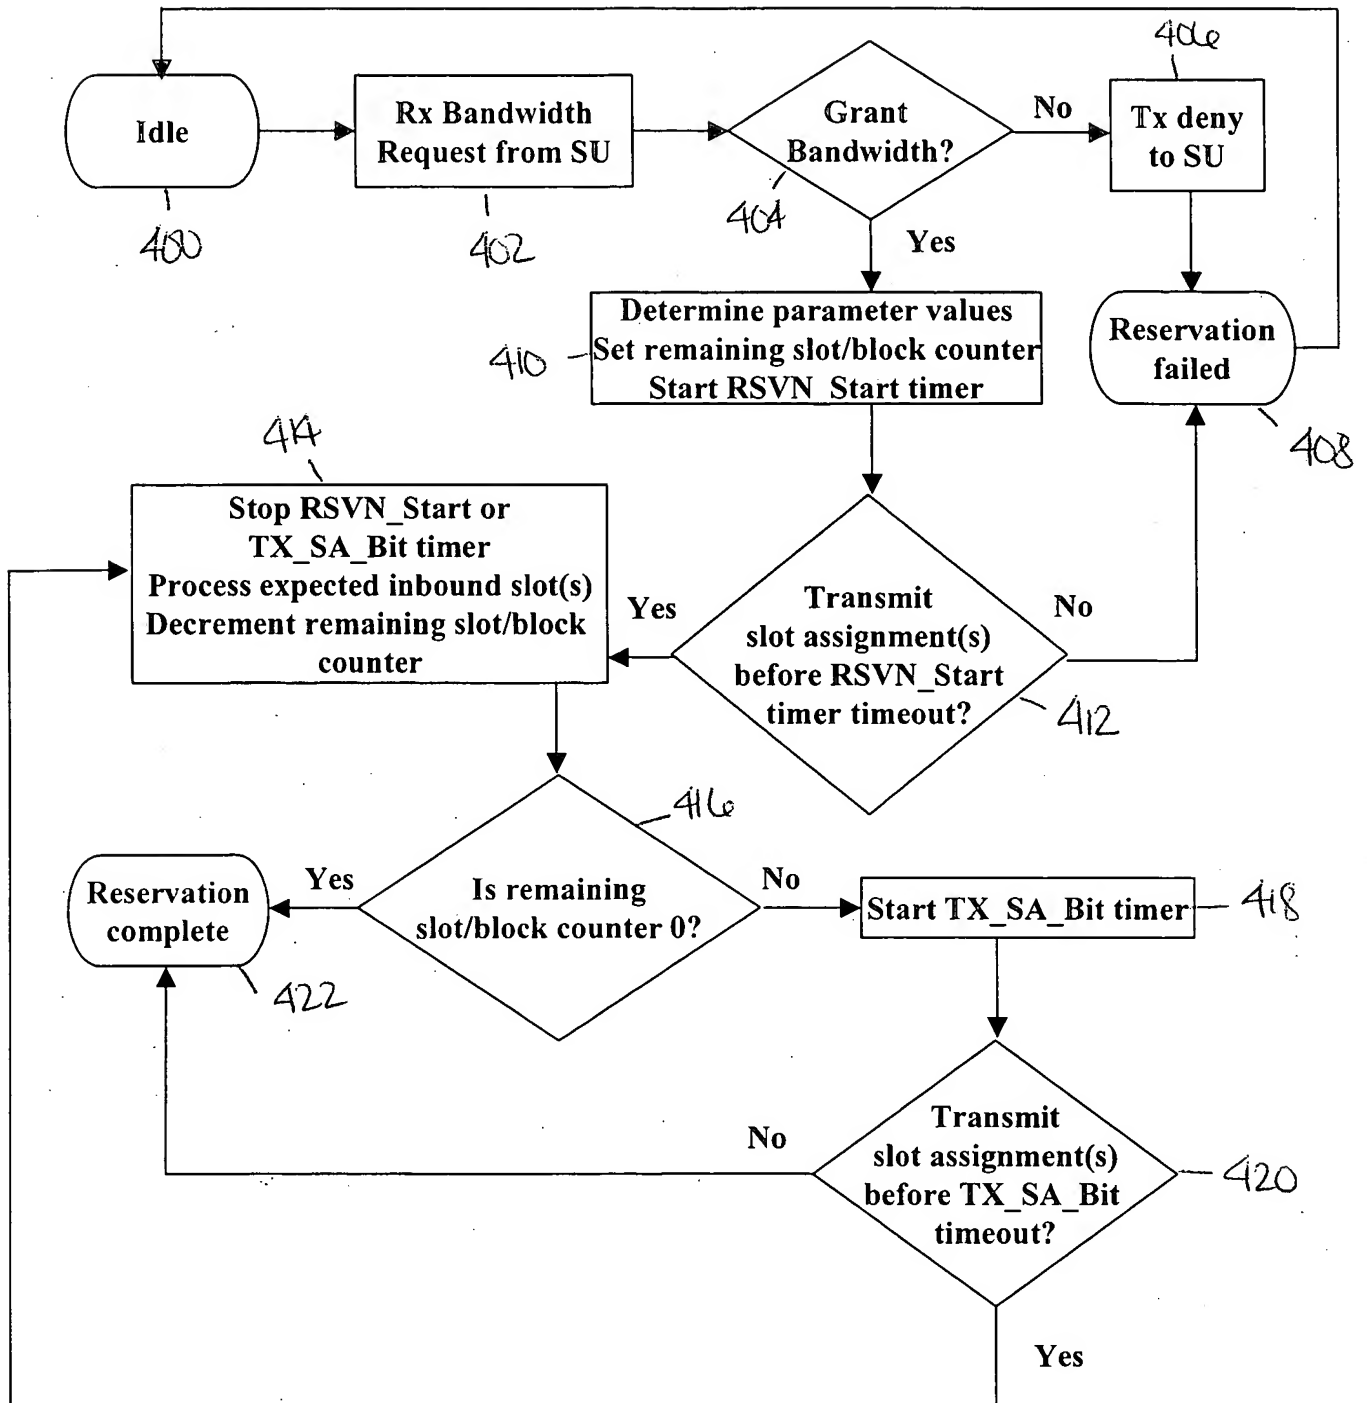 406
Idle
Rx Bandwidth
Request from SU
Grant
Bandwidth?
No
Tx deny
to SU
400
402
404
Yes
Determine parameter values
Set remaining slot/block counter
Start RSVN_Start timer
410
Reservation
failed
408
414
Stop RSVN_Start or
TX_SA_Bit timer
Process expected inbound slot(s)
Decrement remaining slot/block
counter
Yes
Transmit
slot assignment(s)
before RSVN_Start
timer timeout?
No
412
416
Reservation
complete
Yes
Is remaining
slot/block counter 0?
No
Start TX_SA_Bit timer
418
422
No
Transmit
slot assignment(s)
before TX_SA_Bit
timeout?
420
Yes